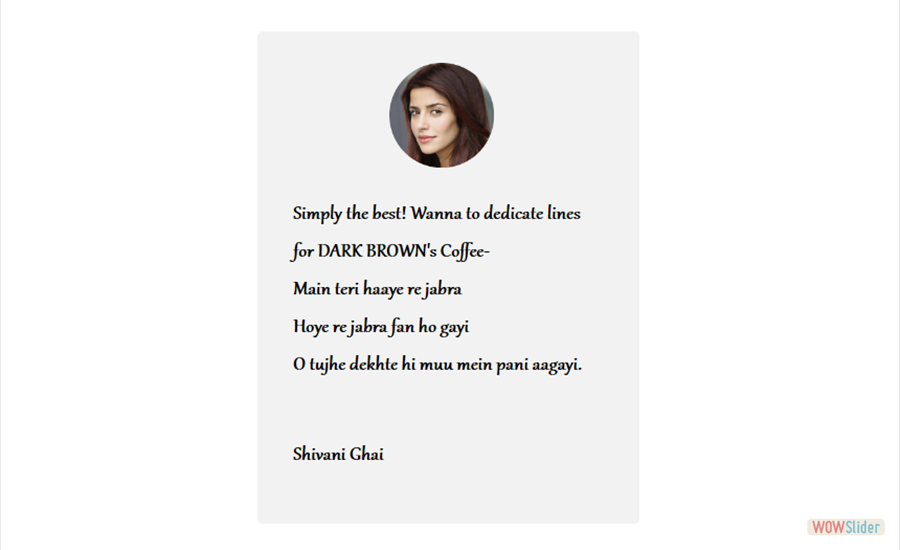 Simply the best! Wanna to dedicate lines
for DARK BROWN's Coffee-
Main teri haaye re jabra
Hoye re jabra fan ho gayi
O tujhe dekhte hi muu mein pani aagayi.
Shivani Ghai
WOWSlider